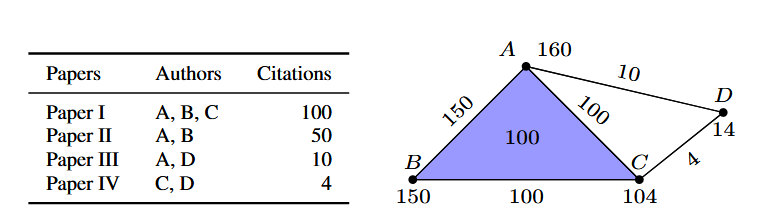 Papers Authors Citations
Paper I A, B, C 100
Paper II A, B 50
Paper III A, D 10
Paper IV C, D 4
A 160
10
D
14
150
100
100
B
C
4
150
100
104